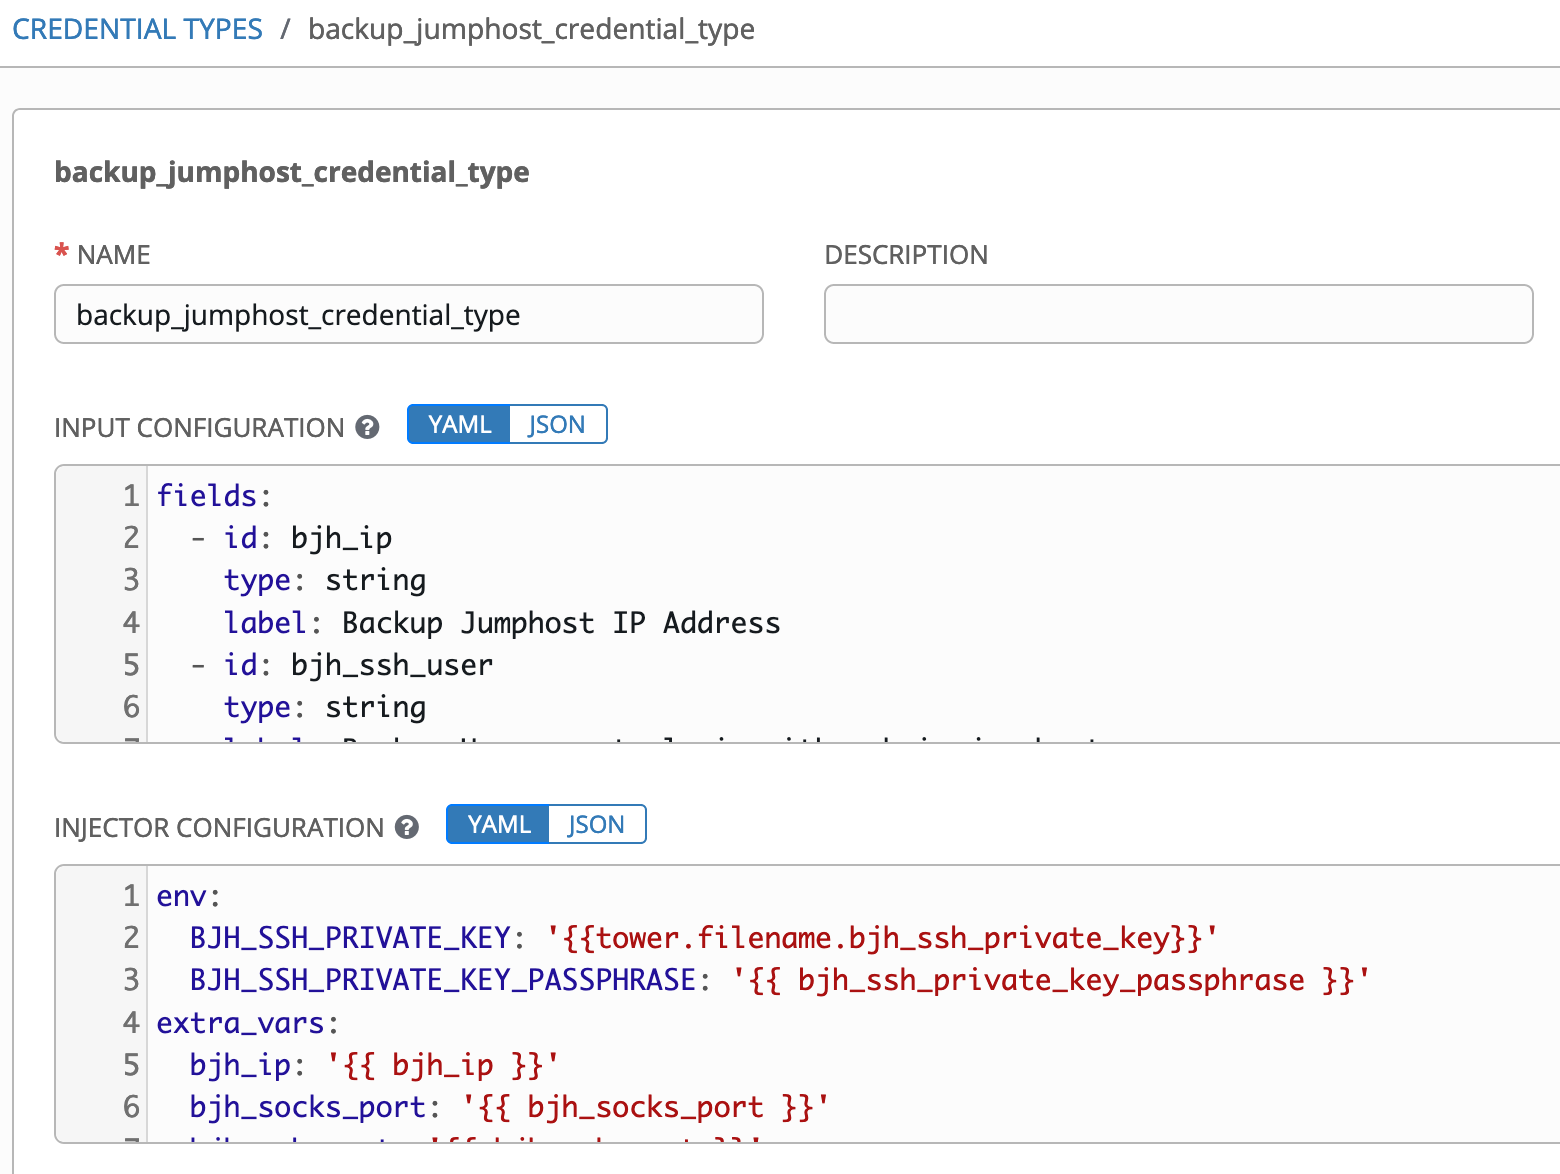 CREDENTIAL TYPES / backup_jumphost_credential_type
backup_jumphost_credential_type
* NAME
DESCRIPTION
backup_jumphost_credential_type
INPUT CONFIGURATION ? YAML JSON
1 fields:
2   - id: bjh_ip
3     type: string
4     label: Backup Jumphost IP Address
5   - id: bjh_ssh_user
6     type: string
INJECTOR CONFIGURATION ? YAML JSON
1 env:
2   BJH_SSH_PRIVATE_KEY: '{{tower.filename.bjh_ssh_private_key}}'
3   BJH_SSH_PRIVATE_KEY_PASSPHRASE: '{{ bjh_ssh_private_key_passphrase }}'
4 extra_vars:
5   bjh_ip: '{{ bjh_ip }}'
6   bjh_socks_port: '{{ bjh_socks_port }}'